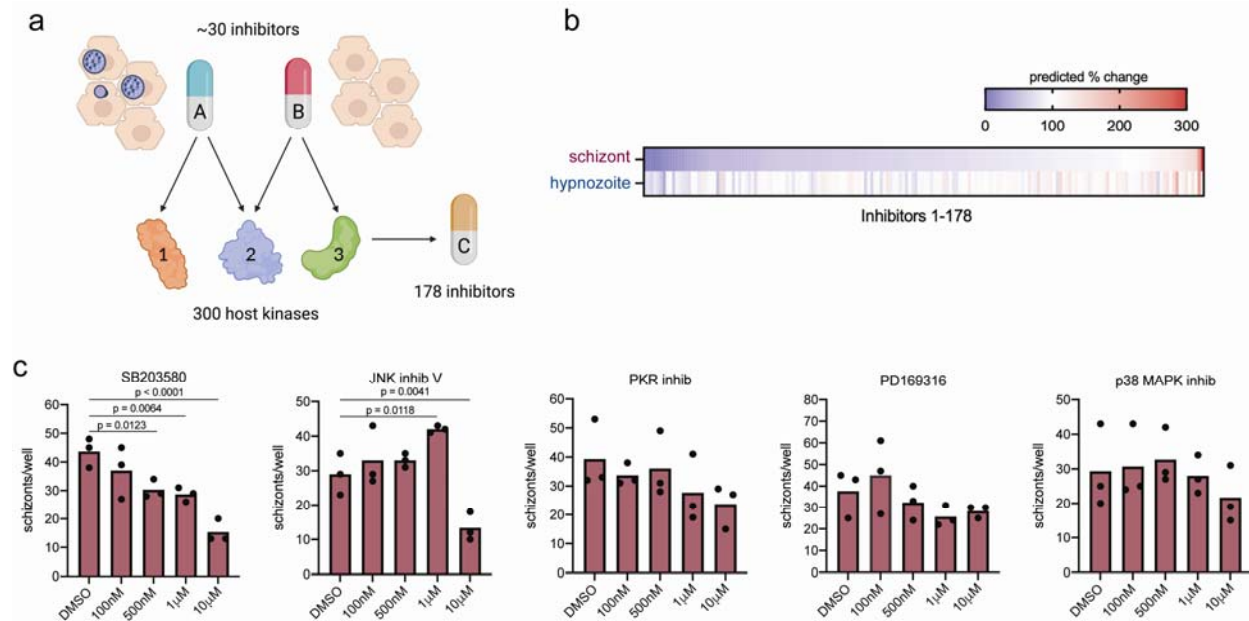 a
~30 inhibitors
A
B
1
2
3
C
300 host kinases
178 inhibitors
b
predicted % change
0
100
200
300
schizont
hypnozoite
Inhibitors 1-178
c
SB203580
p < 0.0001
p = 0.0064
p = 0.0123
schizonts/well
60
50
40
30
20
10
0
DMSO
100nM
500nM
1μM
10μM
JNK inhib V
p = 0.0041
p = 0.0118
schizonts/well
50
40
30
20
10
0
DMSO
100nM
500nM
1μM
10μM
PKR inhib
schizonts/well
60
50
40
30
20
10
0
DMSO
100nM
500nM
1μM
10μM
PD169316
schizonts/well
80
70
60
50
40
30
20
10
0
DMSO
100nM
500nM
1μM
10μM
p38 MAPK inhib
schizonts/well
50
40
30
20
10
0
DMSO
100nM
500nM
1μM
10μM